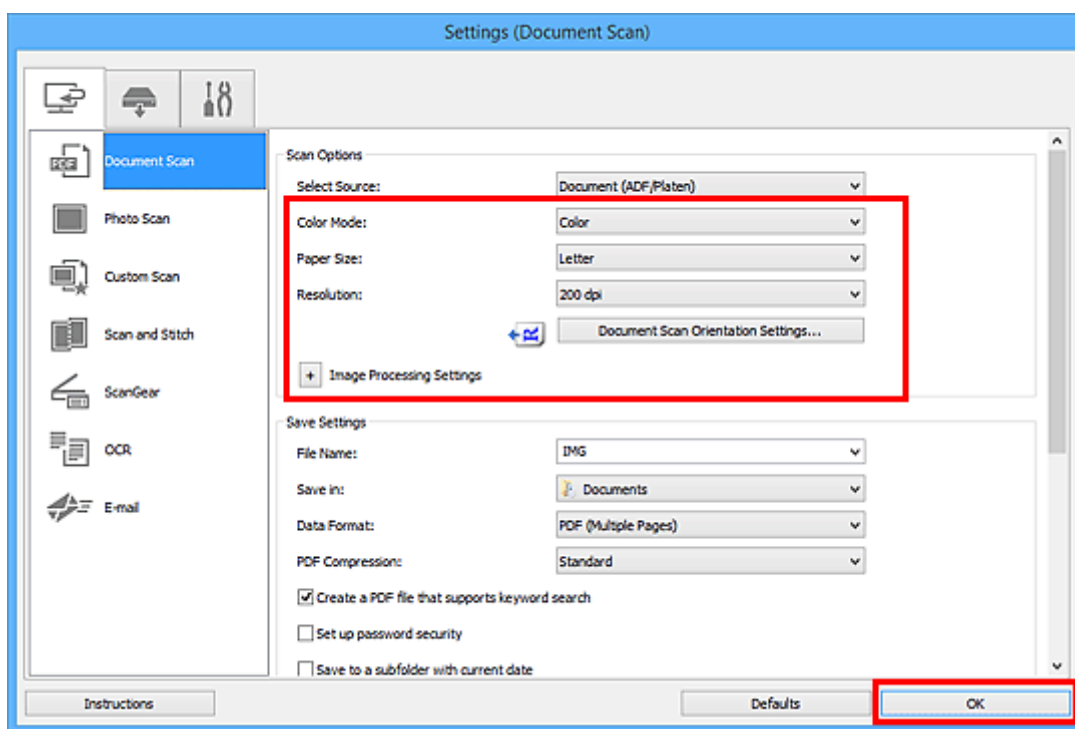 Settings (Document Scan)
Document Scan
Photo Scan
Custom Scan
Scan and Stitch
ScanGear
OCR
E-mail
Scan Options
Select Source: Document (ADF/Platen)
Color Mode: Color
Paper Size: Letter
Resolution: 200 dpi
Document Scan Orientation Settings...
+ Image Processing Settings
Save Settings
File Name: IMG
Save in: Documents
Data Format: PDF (Multiple Pages)
PDF Compression: Standard
Create a PDF file that supports keyword search
Set up password security
Save to a subfolder with current date
Instructions Defaults OK